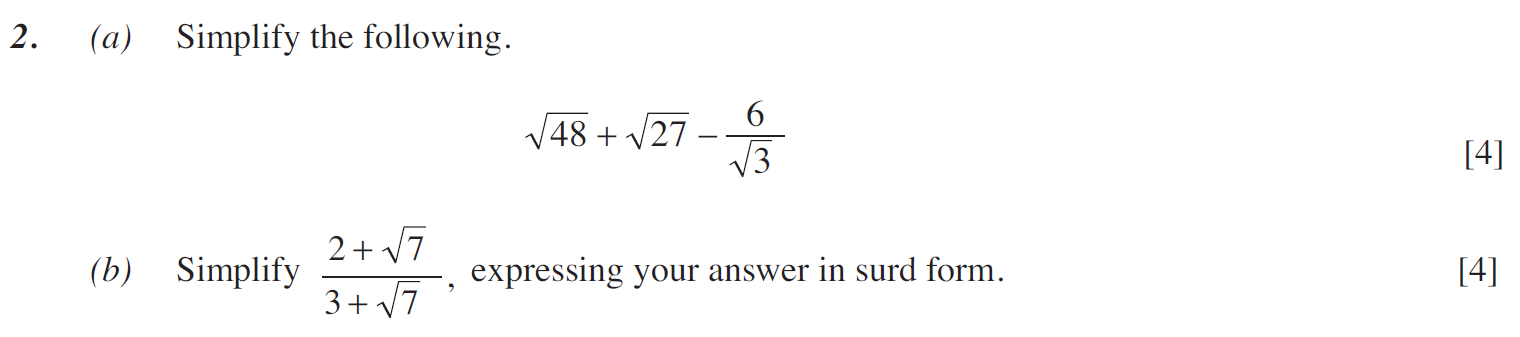 2. (a) Simplify the following.
√48 + √27 − 6/√3 [4]
(b) Simplify (2 + √7)/(3 + √7), expressing your answer in surd form. [4]